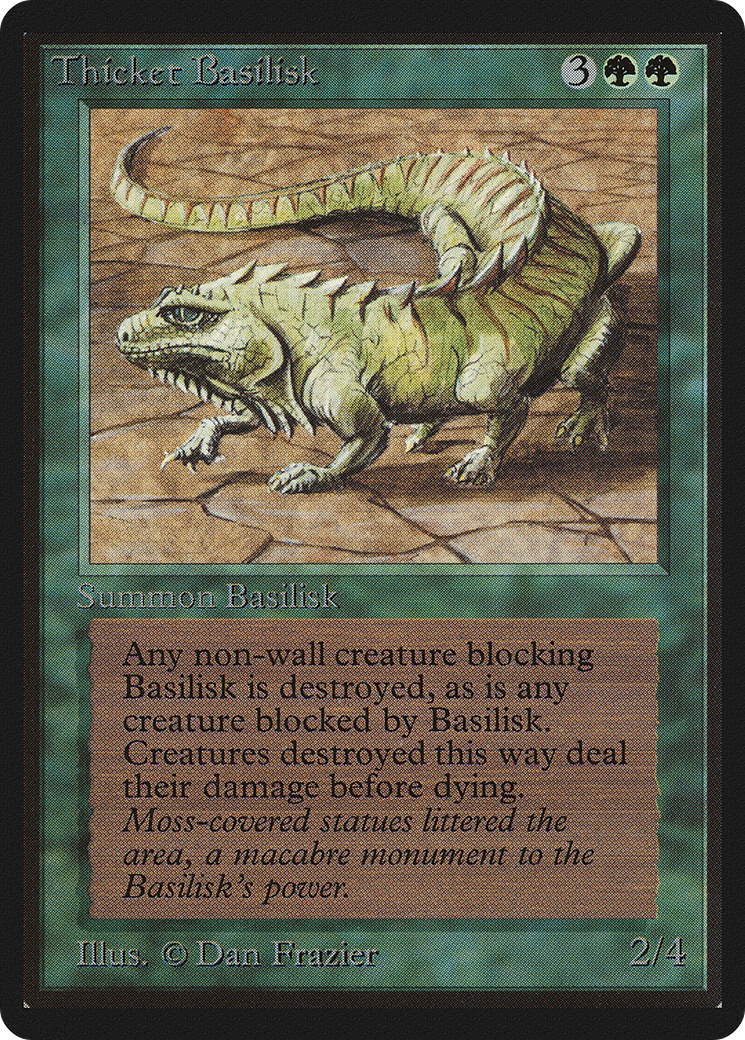 Thicket Basilisk 3
Summon Basilisk
Any non-wall creature blocking
Basilisk is destroyed, as is any
creature blocked by Basilisk.
Creatures destroyed this way deal
their damage before dying.
Moss-covered statues littered the
area, a macabre monument to the
Basilisk's power.
Illus. © Dan Frazier 2/4